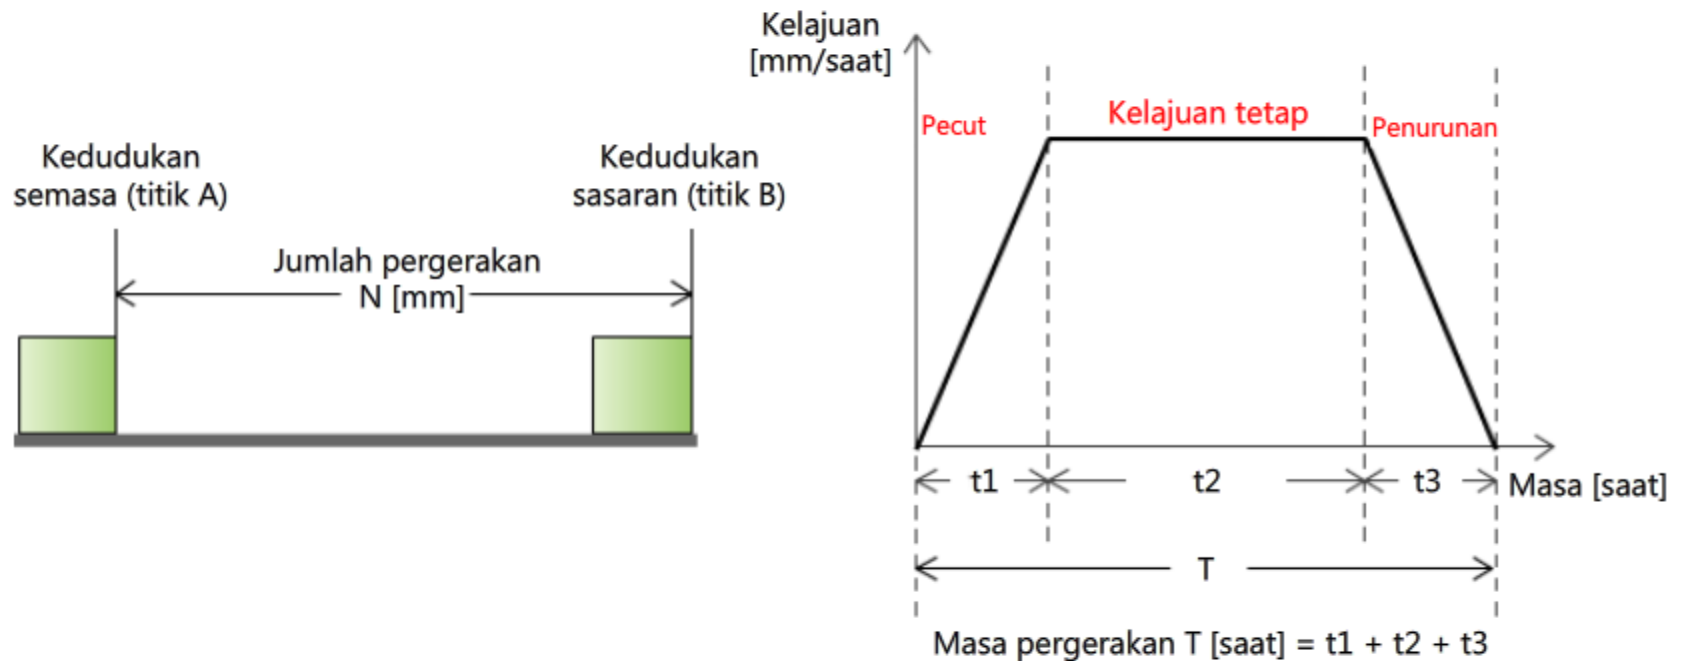 Kedudukan
semasa (titik A)
Kedudukan
sasaran (titik B)
Jumlah pergerakan
N [mm]
Kelajuan
[mm/saat]
Pecut
Kelajuan tetap
Penurunan
t1
t2
t3
Masa [saat]
T
Masa pergerakan T [saat] = t1 + t2 + t3